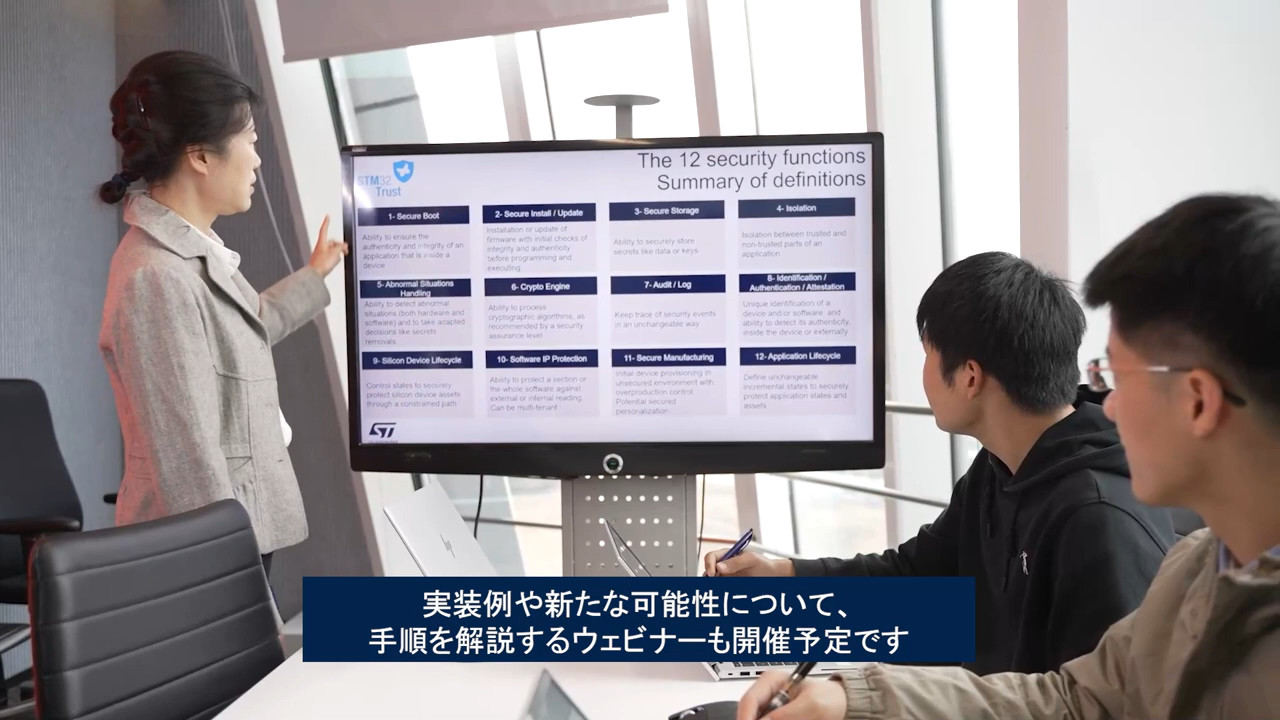 The 12 security functions
Summary of definitions
STM32
Trust
1- Secure Boot
Ability to ensure the
authenticity and integrity of an
application that is inside a
device
2- Secure Install / Update
Installation or update of
firmware with initial checks of
integrity and authenticity
before programming and
executing
3- Secure Storage
Ability to securely store
secrets like data or keys
4- Isolation
Isolation between trusted and
non-trusted parts of an
application
5- Abnormal Situations
Handling
Ability to detect abnormal
situations (both hardware and
software) and to take adapted
decisions like secrets
removals
6- Crypto Engine
Ability to process
cryptographic algorithms, as
recommended by a security
assurance level
7- Audit / Log
Keep trace of security events
in an unchangeable way
8- Identification /
Authentication / Attestation
Unique identification of a
device and/or software, and
ability to detect its authenticity,
inside the device or externally
9- Silicon Device Lifecycle
Control states to securely
protect silicon device assets
through a constrained path
10- Software IP Protection
Ability to protect a section or
the whole software against
external or internal reading.
Can be multi-tenant
11- Secure Manufacturing
Initial device provisioning in
unsecured environment with
overproduction control.
Potential secured
personalization
12- Application Lifecycle
Define unchangeable
incremental states to securely
protect application states and
assets
ST
hp
実装例や新たな可能性について、
手順を解説するウェビナーも開催予定です